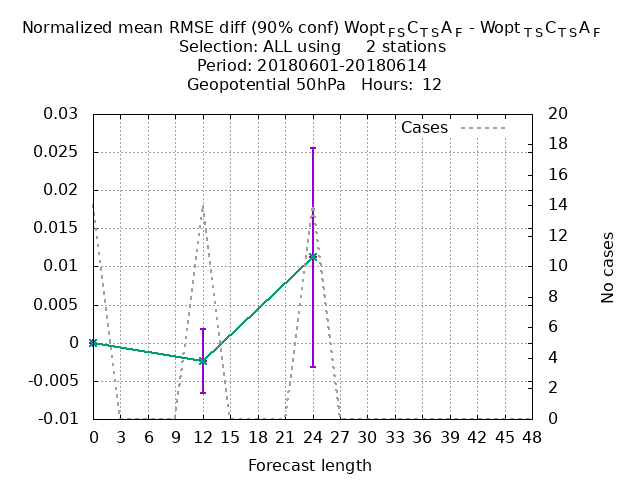 Normalized mean RMSE diff (90% conf) Wopt FS C TS A F - Wopt TS C TS A F
Selection: ALL using 2 stations
Period: 20180601-20180614
Geopotential 50hPa Hours: 12
Cases
0.03
0.025
0.02
0.015
0.01
0.005
0
-0.005
-0.01
20
18
16
14
12
10
8
6
4
2
0
No cases
0 3 6 9 12 15 18 21 24 27 30 33 36 39 42 45 48
Forecast length